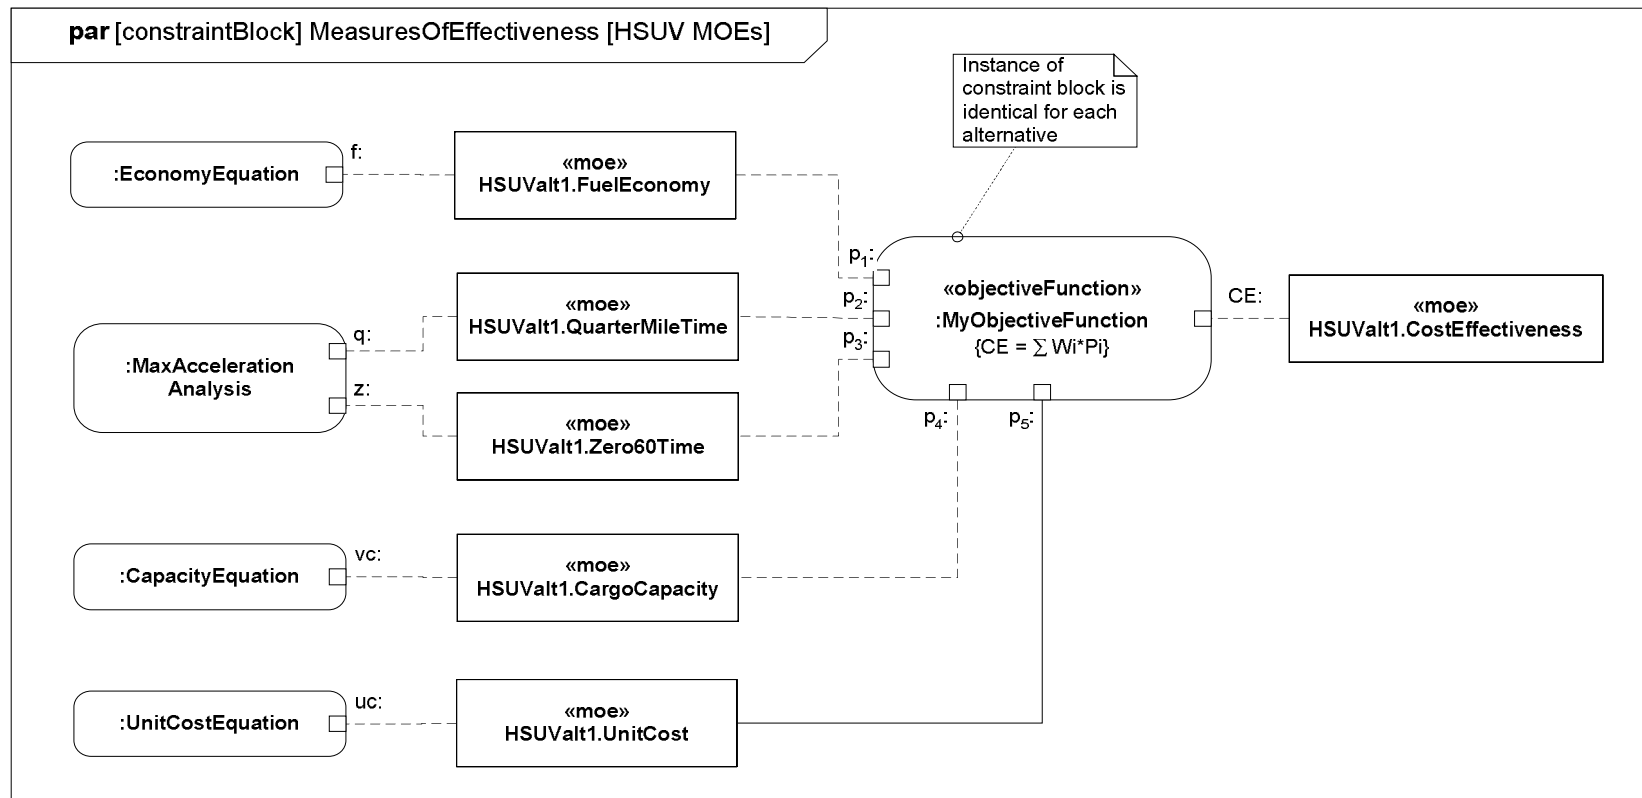 par [constraintBlock] MeasuresOfEffectiveness [HSUV MOEs]
Instance of
constraint block is
identical for each
alternative
:EconomyEquation
f:
«moe»
HSUValt1.FuelEconomy
:MaxAcceleration
Analysis
q:
z:
«moe»
HSUValt1.QuarterMileTime
«moe»
HSUValt1.Zero60Time
:CapacityEquation
vc:
«moe»
HSUValt1.CargoCapacity
:UnitCostEquation
uc:
«moe»
HSUValt1.UnitCost
p1:
p2:
p3:
p4:
p5:
«objectiveFunction»
:MyObjectiveFunction
{CE = ∑ Wi*Pi}
CE:
«moe»
HSUValt1.CostEffectiveness